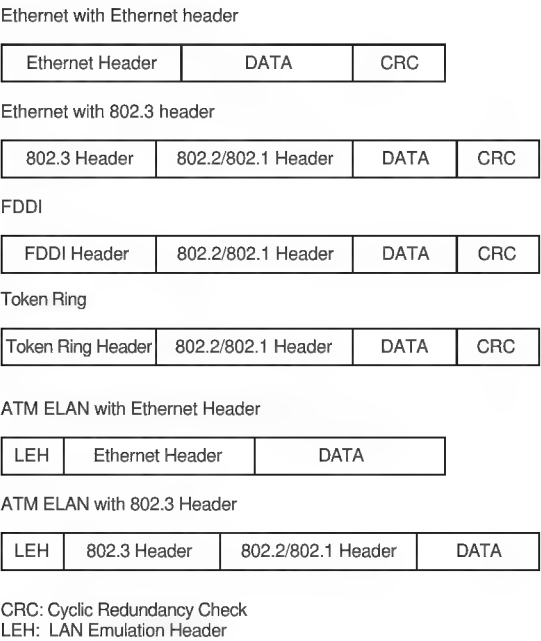 Ethernet with Ethernet header
Ethernet Header DATA CRC
Ethernet with 802.3 header
802.3 Header 802.2/802.1 Header DATA CRC
FDDI
FDDI Header 802.2/802.1 Header DATA CRC
Token Ring
Token Ring Header 802.2/802.1 Header DATA CRC
ATM ELAN with Ethernet Header
LEH Ethernet Header DATA
ATM ELAN with 802.3 Header
LEH 802.3 Header 802.2/802.1 Header DATA
CRC: Cyclic Redundancy Check
LEH: LAN Emulation Header